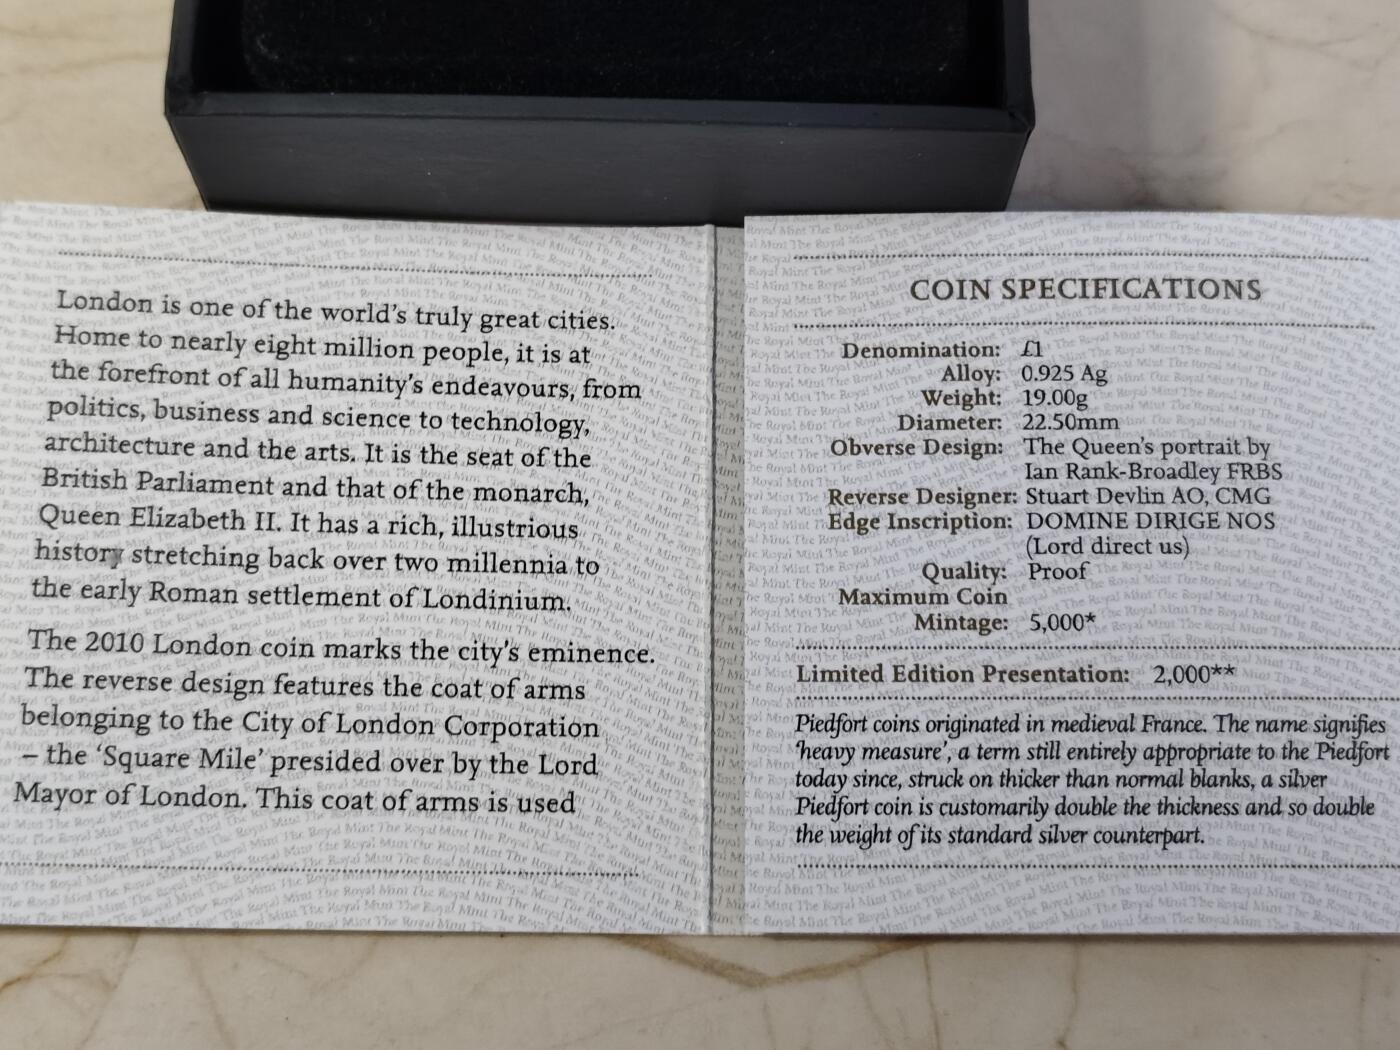 London is one of the world's truly great cities.
Home to nearly eight million people, it is at
the forefront of all humanity's endeavours, from
politics, business and science to technology,
architecture and the arts. It is the seat of the
British Parliament and that of the monarch,
Queen Elizabeth II. It has a rich, illustrious
history stretching back over two millennia to
the early Roman settlement of Londinium.
The 2010 London coin marks the city's eminence.
The reverse design features the coat of arms
belonging to the City of London Corporation
– the 'Square Mile' presided over by the Lord
Mayor of London. This coat of arms is used
COIN SPECIFICATIONS
Denomination: £1
Alloy: 0.925 Ag
Weight: 19.00g
Diameter: 22.50mm
Obverse Design: The Queen's portrait by
Ian Rank-Broadley FRBS
Reverse Designer: Stuart Devlin AO, CMG
Edge Inscription: DOMINE DIRIGE NOS
(Lord direct us)
Quality: Proof
Maximum Coin
Mintage: 5,000*
Limited Edition Presentation: 2,000**
Piedfort coins originated in medieval France. The name signifies
'heavy measure', a term still entirely appropriate to the Piedfort
today since, struck on thicker than normal blanks, a silver
Piedfort coin is customarily double the thickness and so double
the weight of its standard silver counterpart.